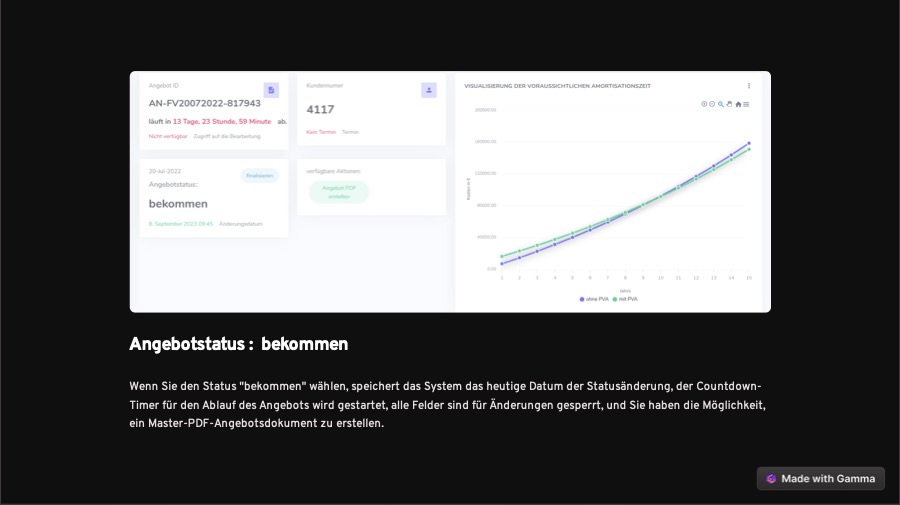 Angebot ID
AN-FV20072022-817943
läuft in 13 Tage, 23 Stunde, 59 Minute ab.
Nicht verfügbar Zugriff auf die Bearbeitung
Kundennumer
4117
Kein Termin Termin
20-Jul-2022
Realisieren
Angebotstatus:
bekommen
8. September 2023 09:45 Änderungsdatum
verfügbare Aktionen:
Angebot PDF
erstellen
VISUALISIERUNG DER VORAUSSICHTLICHEN AMORTISATIONSZEIT
200000,00
160000,00
120000,00
80000,00
40000,00
0,00
1 2 3 4 5 6 7 8 9 10 11 12 13 14 15
Jahre
ohne PVA mit PVA
Angebotstatus : bekommen
Wenn Sie den Status "bekommen" wählen, speichert das System das heutige Datum der Statusänderung, der Countdown-
Timer für den Ablauf des Angebots wird gestartet, alle Felder sind für Änderungen gesperrt, und Sie haben die Möglichkeit,
ein Master-PDF-Angebotsdokument zu erstellen.
Made with Gamma